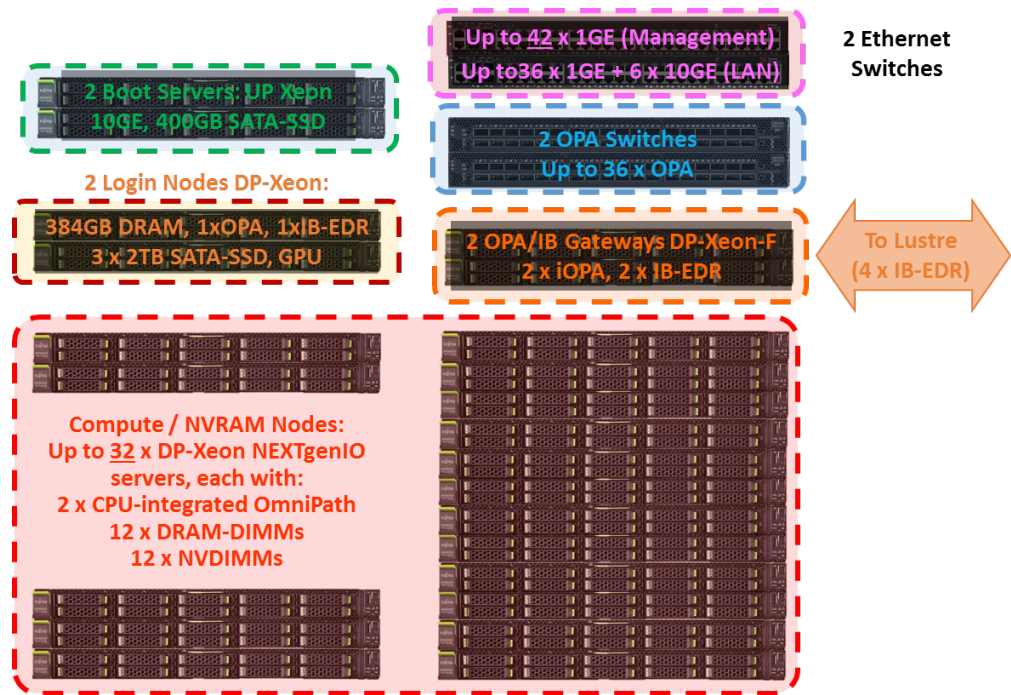 Up to 42 x 1GE (Management)
Up to36 x 1GE + 6 x 10GE (LAN)
2 Ethernet
Switches
2 Boot Servers: UP Xeon
10GE, 400GB SATA-SSD
2 OPA Switches
Up to 36 x OPA
2 Login Nodes DP-Xeon:
384GB DRAM, 1xOPA, 1xIB-EDR
3 x 2TB SATA-SSD, GPU
2 OPA/IB Gateways DP-Xeon-F
2 x iOPA, 2 x IB-EDR
To Lustre
(4 x IB-EDR)
Compute / NVRAM Nodes:
Up to 32 x DP-Xeon NEXTgenIO
servers, each with:
2 x CPU-integrated OmniPath
12 x DRAM-DIMMs
12 x NVDIMMs